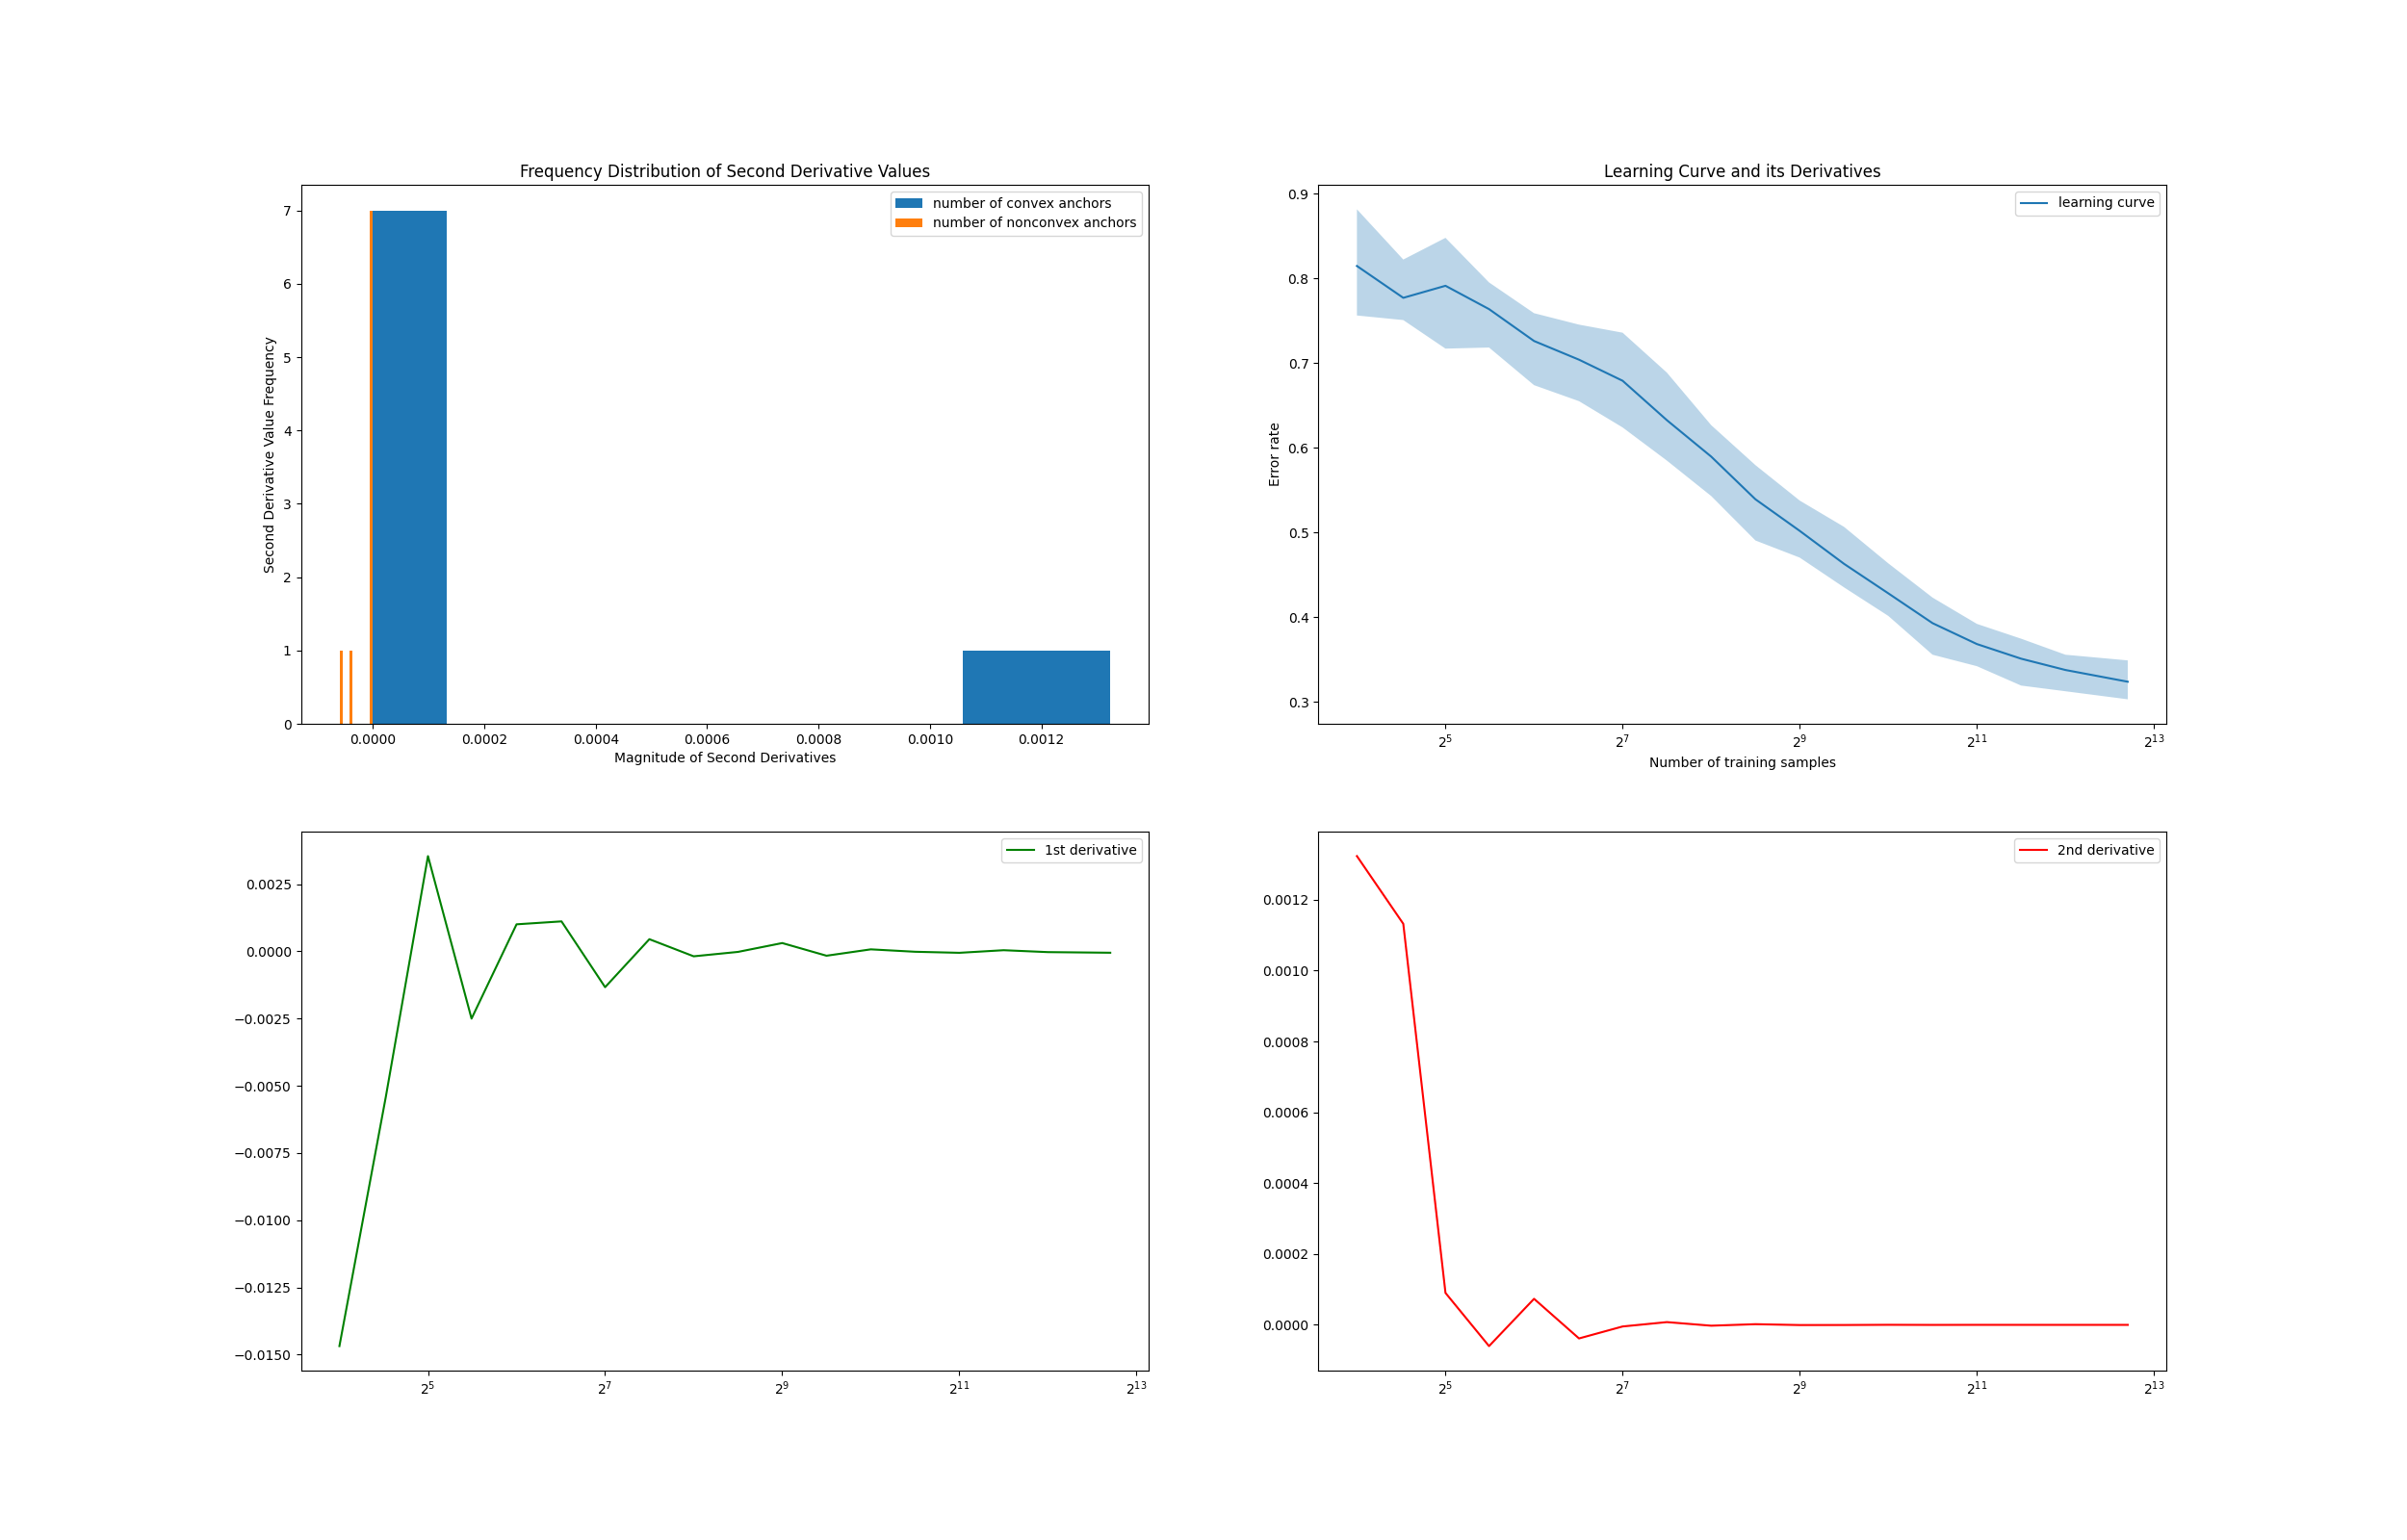 Frequency Distribution of Second Derivative Values
number of convex anchors
number of nonconvex anchors
Second Derivative Value Frequency
7
6
5
4
3
2
1
0
0.0000 0.0002 0.0004 0.0006 0.0008 0.0010 0.0012
Magnitude of Second Derivatives
Learning Curve and its Derivatives
learning curve
Error rate
0.9
0.8
0.7
0.6
0.5
0.4
0.3
2^5 2^7 2^9 2^11 2^13
Number of training samples
1st derivative
0.0025
0.0000
−0.0025
−0.0050
−0.0075
−0.0100
−0.0125
−0.0150
2^5 2^7 2^9 2^11 2^13
2nd derivative
0.0012
0.0010
0.0008
0.0006
0.0004
0.0002
0.0000
2^5 2^7 2^9 2^11 2^13